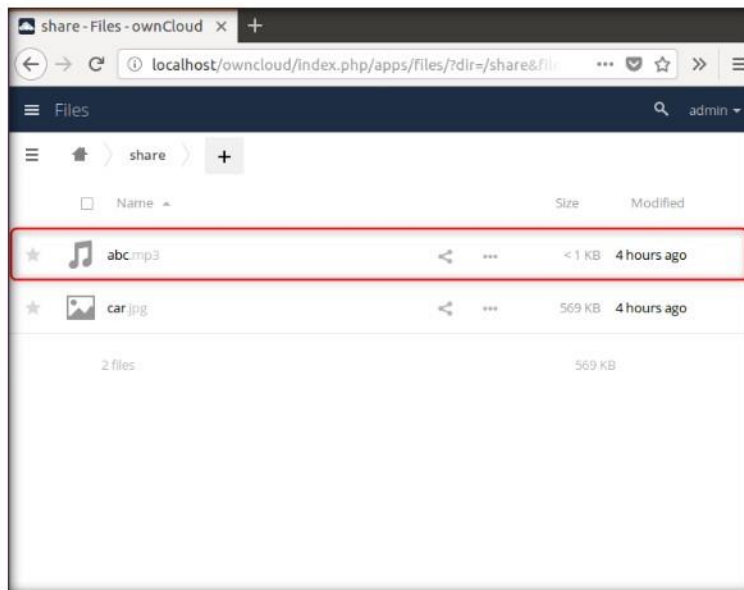 share - Files - ownCloud
localhost/owncloud/index.php/apps/files/?dir=/share&file
Files admin
share
Name Size Modified
abc.mp3 < 1 KB 4 hours ago
car.jpg 569 KB 4 hours ago
2 files 569 KB